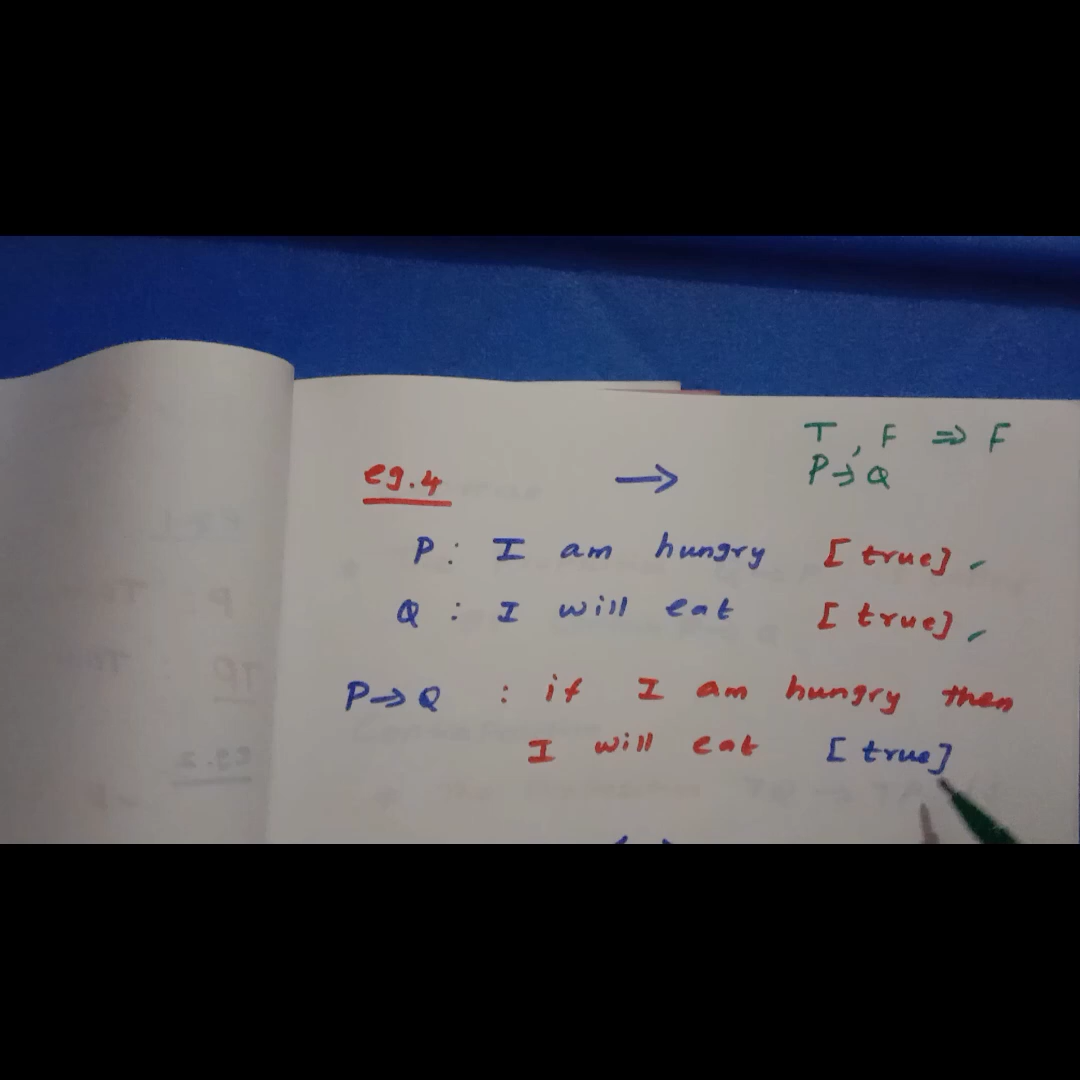 T , F ⇒ F
eg.4 → P→Q
P : I am hungry [true]
Q : I will eat [true]
P→Q : if I am hungry then
I will eat [true]